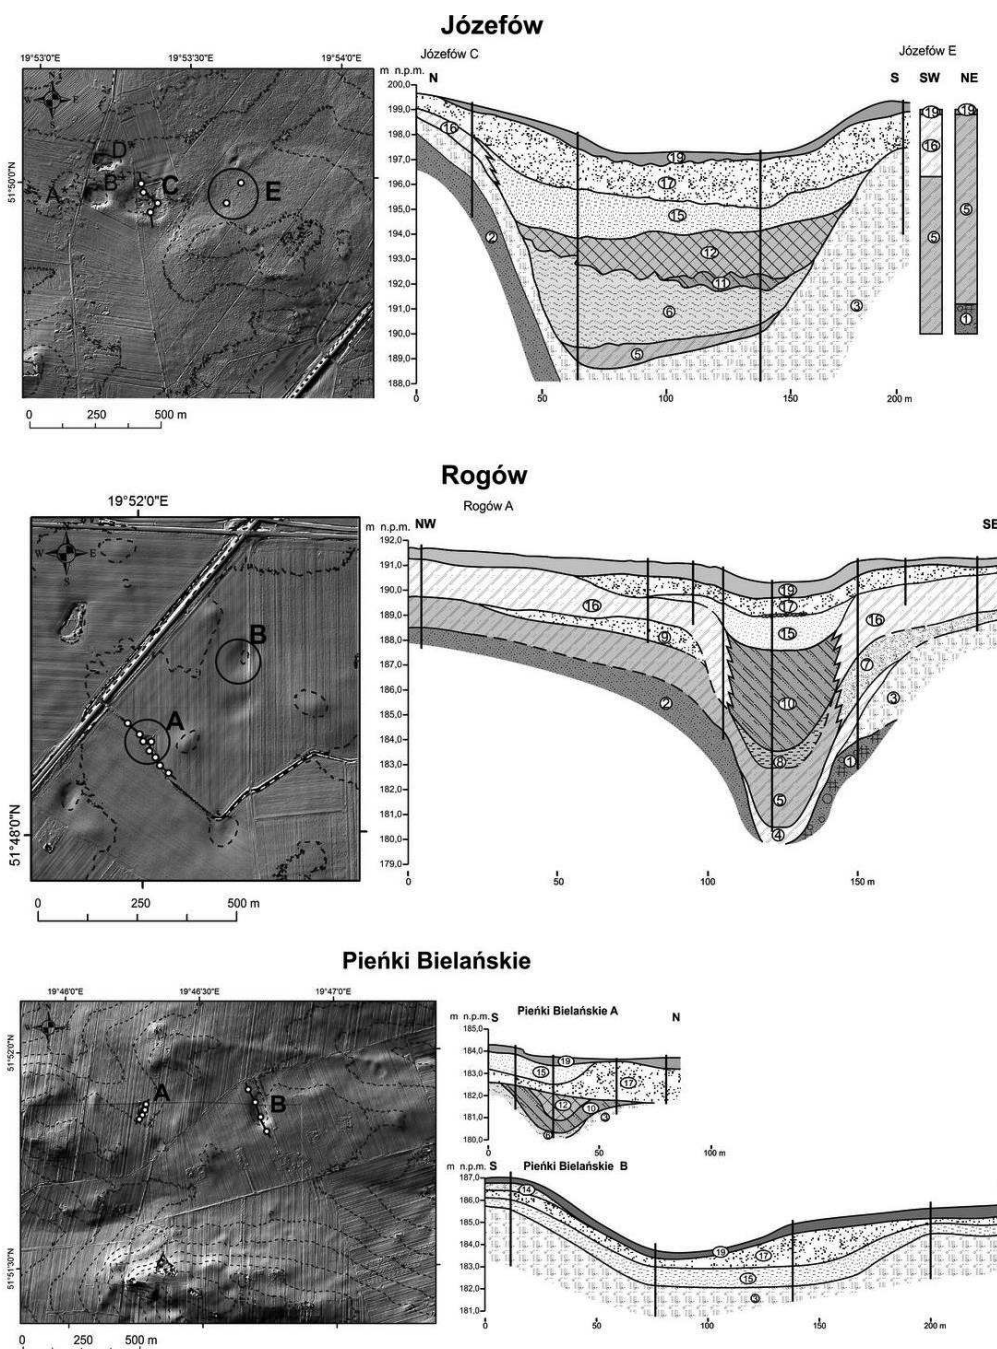 Józefów
19°53'0"E 19°53'30"E 19°54'0"E
51°50'0"N
N
W E
A B D C E
0 250 500 m
Józefów C
m n.p.m.
N S
200,0
199,0
198,0
197,0
196,0
195,0
194,0
193,0
192,0
191,0
190,0
189,0
188,0
16 2 19 17 15 12 11 6 5 3
0 50 100 150 200 m
Józefów E
SW NE
19 19
16
5 5
1
Rogów
19°52'0"E
51°48'0"N
N
W E
S
B
A
0 250 500 m
Rogów A
m n.p.m.
NW SE
192,0
191,0
190,0
189,0
188,0
187,0
186,0
185,0
184,0
183,0
182,0
181,0
180,0
179,0
16 9 2 19 17 15 10 8 5 4 16 7 3 1
0 50 100 150 m
Pieńki Bielańskie
19°46'0"E 19°46'30"E 19°47'0"E
51°52'0"N
51°51'30"N
A B
0 250 500 m
Pieńki Bielańskie A
m n.p.m. S N
185,0
184,0
183,0
182,0
181,0
180,0
19 15 17 12 10 3 6
0 50 100 m
Pieńki Bielańskie B
m n.p.m. S
187,0
186,0
185,0
184,0
183,0
182,0
181,0
14 19 17 15 3
0 50 100 150 200 m